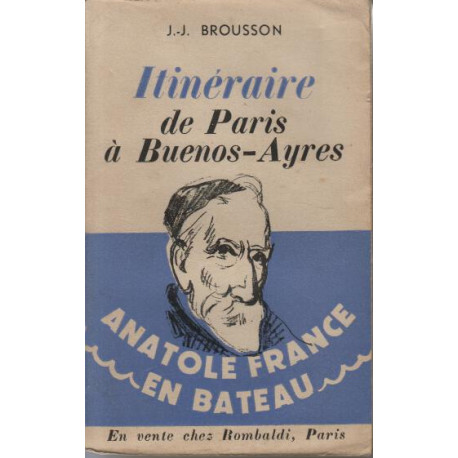 J.-J. BROUSSON
Itinéraire
de Paris
à Buenos-Ayres
ANATOLE FRANCE
EN BATEAU
En vente chez Rombaldi, Paris